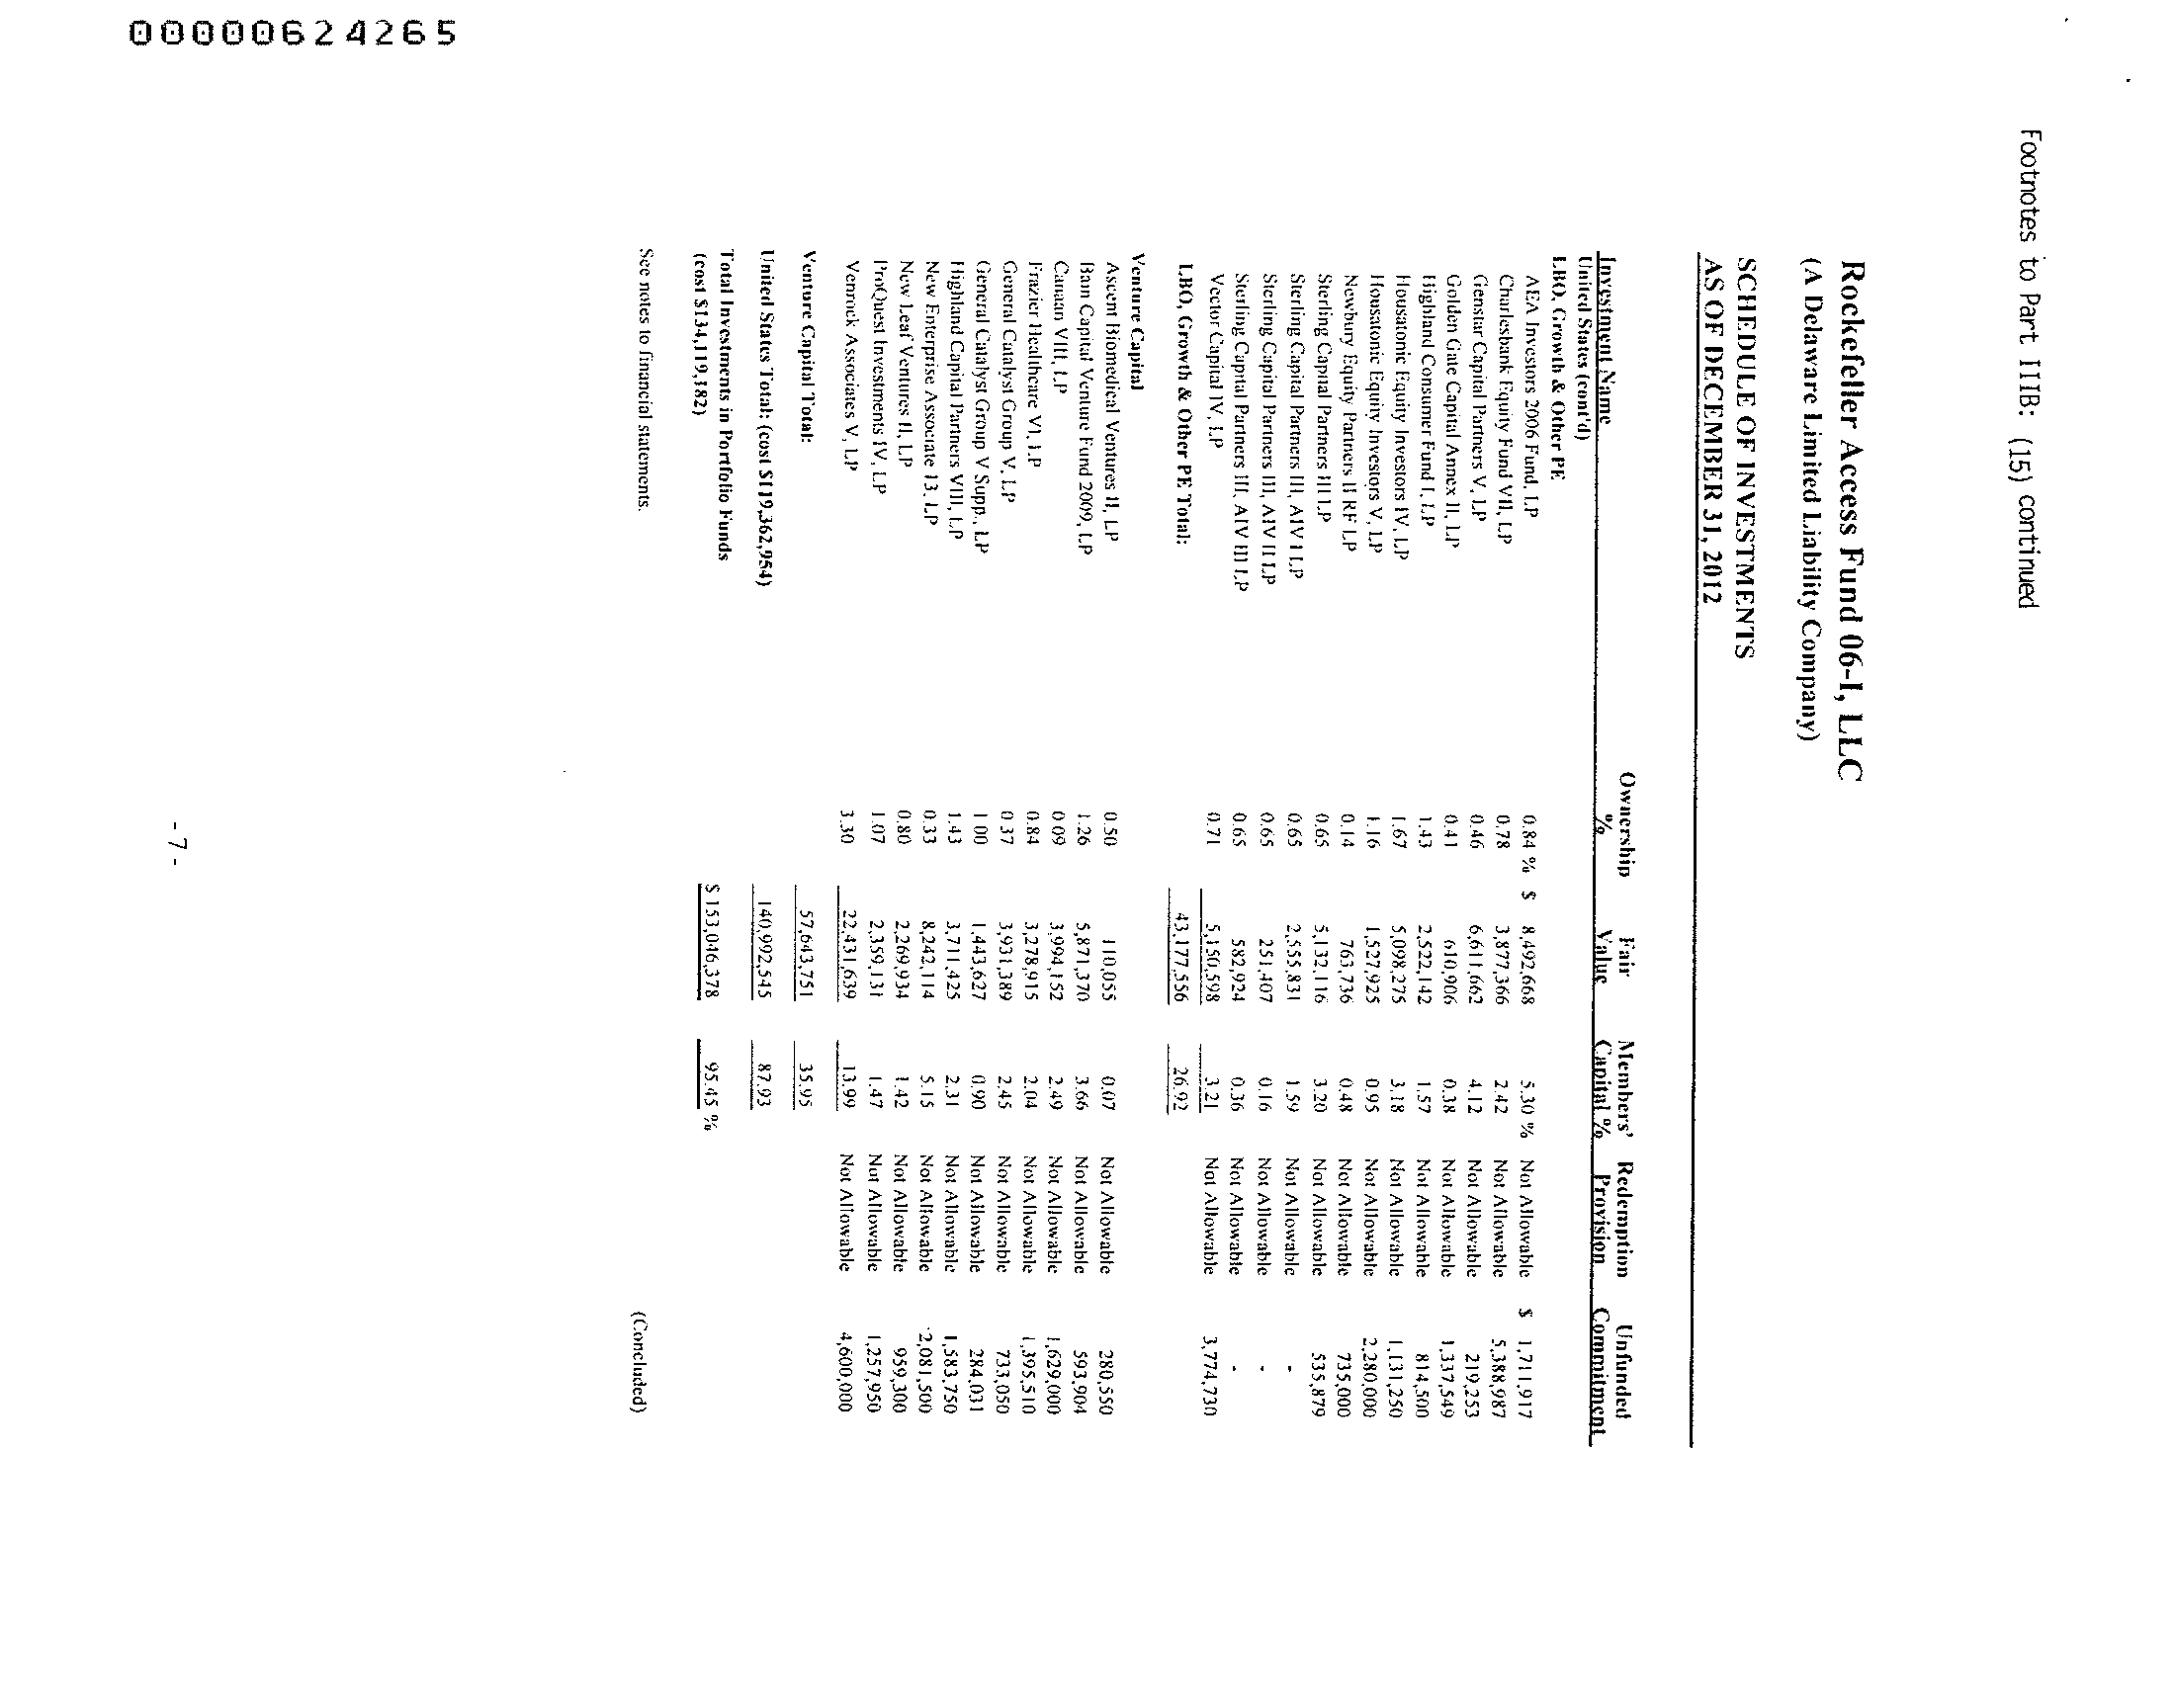 00000624265
Footnotes to Part IIIB: (15) continued
Rockefeller Access Fund 06-I, LLC
(A Delaware Limited Liability Company)
SCHEDULE OF INVESTMENTS
AS OF DECEMBER 31, 2012
Investment Name Ownership % Fair Value Members' Capital % Redemption Provision Unfunded Commitment
United States (cont'd)
LBO, Growth & Other PE
AEA Investors 2006 Fund, LP 0.84 % $ 8,492,668 5.30 % Not Allowable $ 1,711,917
Charlesbank Equity Fund VII, LP 0.78 3,877,366 2.42 Not Allowable 5,388,987
Genstar Capital Partners V, LP 0.46 6,611,662 4.12 Not Allowable 219,253
Golden Gate Capital Annex II, LP 0.41 610,906 0.38 Not Allowable 1,337,549
Highland Consumer Fund I, LP 1.43 2,522,142 1.57 Not Allowable 814,500
Housatonic Equity Investors IV, LP 1.67 5,098,275 3.18 Not Allowable 1,131,250
Housatonic Equity Investors V, LP 1.16 1,527,925 0.95 Not Allowable 2,280,000
Newbury Equity Partners II RF LP 0.14 763,736 0.48 Not Allowable 735,000
Sterling Capital Partners III LP 0.65 5,132,116 3.20 Not Allowable 535,879
Sterling Capital Partners III, AIV I LP 0.65 2,555,831 1.59 Not Allowable -
Sterling Capital Partners III, AIV II LP 0.65 251,407 0.16 Not Allowable -
Sterling Capital Partners III, AIV III LP 0.65 582,924 0.36 Not Allowable -
Vector Capital IV, LP 0.71 5,150,598 3.21 Not Allowable 3,774,730
LBO, Growth & Other PE Total: 43,177,556 26.92
Venture Capital
Ascent Biomedical Ventures II, LP 0.50 110,055 0.07 Not Allowable 280,550
Bain Capital Venture Fund 2009, LP 1.26 5,871,370 3.66 Not Allowable 593,904
Canaan VIII, LP 0.09 3,994,152 2.49 Not Allowable 1,629,000
Frazier Healthcare VI, LP 0.84 3,278,915 2.04 Not Allowable 1,395,510
General Catalyst Group V, LP 0.37 3,931,389 2.45 Not Allowable 733,050
General Catalyst Group V Supp., LP 1.00 1,443,627 0.90 Not Allowable 284,031
Highland Capital Partners VIII, LP 1.43 3,711,425 2.31 Not Allowable 1,583,750
New Enterprise Associate 13, LP 0.33 8,242,114 5.15 Not Allowable 2,081,500
New Leaf Ventures II, LP 0.80 2,269,934 1.42 Not Allowable 959,300
ProQuest Investments IV, LP 1.07 2,359,131 1.47 Not Allowable 1,257,950
Venrock Associates V, LP 3.30 22,431,639 13.99 Not Allowable 4,600,000
Venture Capital Total: 57,643,751 35.95
United States Total: (cost $119,362,954) 140,992,545 87.93
Total Investments in Portfolio Funds
(cost $134,119,182) $ 153,046,378 95.45 %
See notes to financial statements. (Concluded)
- 7 -